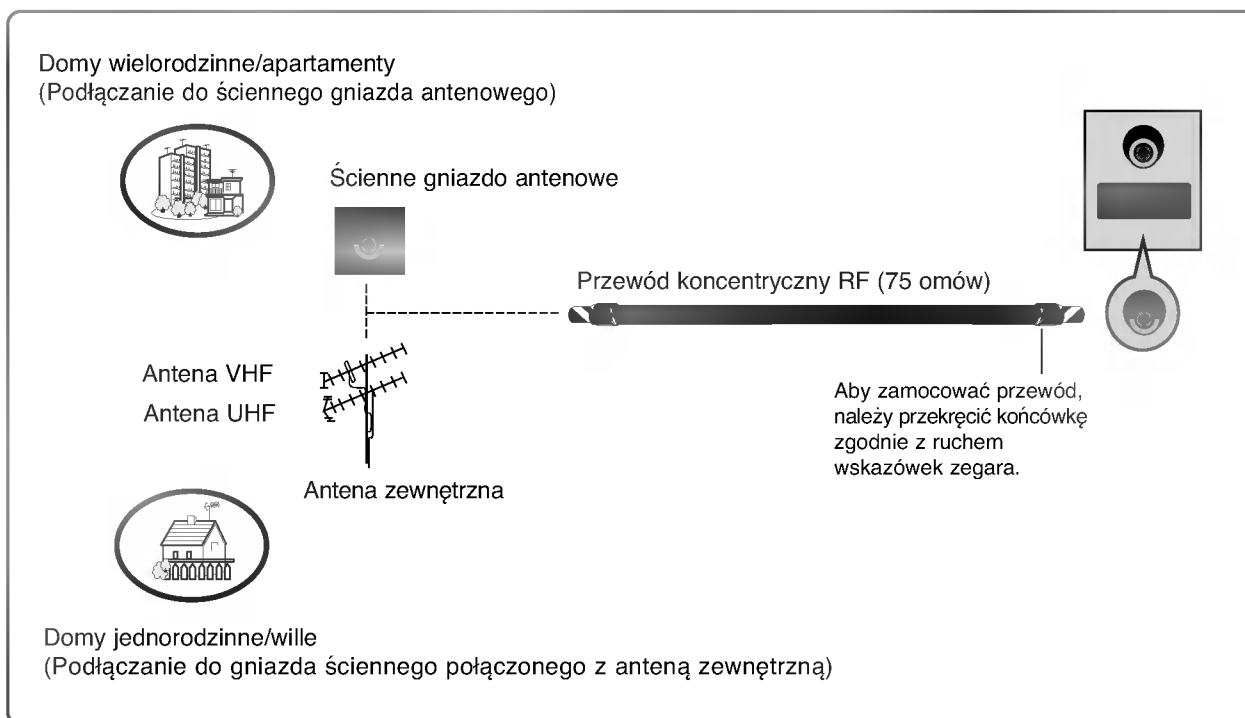 Domy wielorodzinne/apartamenty
(Podłączanie do ściennego gniazda antenowego)
Ścienne gniazdo antenowe
Przewód koncentryczny RF (75 omów)
Antena VHF
Antena UHF
Aby zamocować przewód,
należy przekręcić końcówkę
zgodnie z ruchem
wskazówek zegara.
Antena zewnętrzna
Domy jednorodzinne/wille
(Podłączanie do gniazda ściennego połączonego z anteną zewnętrzną)